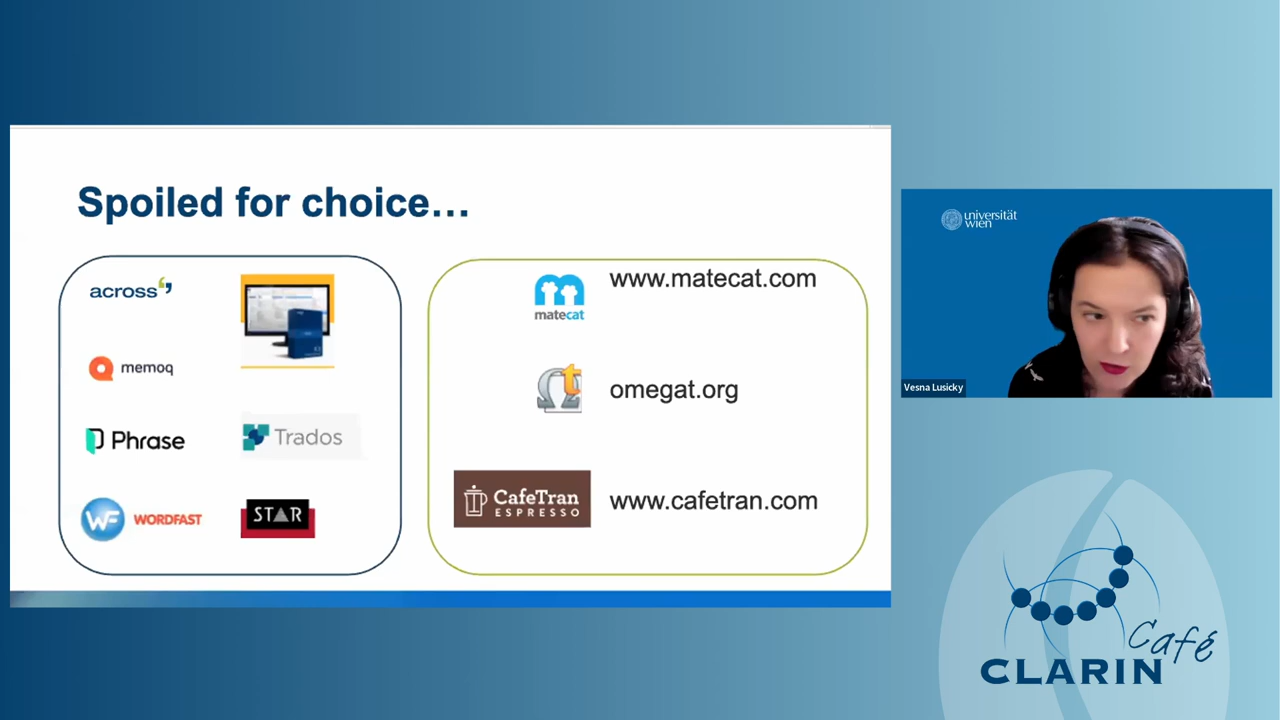 Spoiled for choice…
across
memoq
Phrase
Trados
WORDFAST
WF
STAR
matecat
www.matecat.com
omegat.org
CafeTran
ESPRESSO
www.cafetran.com
universität
wien
Vesna Lusicky
Café
CLARIN